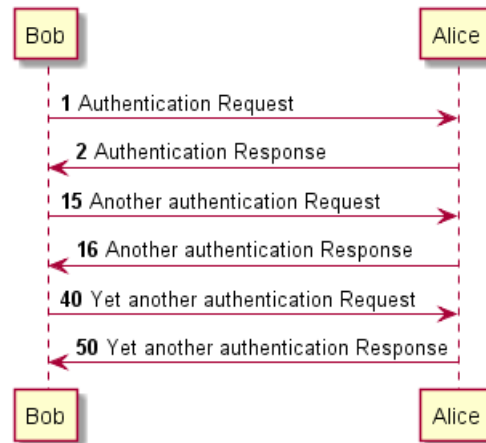 Bob Alice
1 Authentication Request
2 Authentication Response
15 Another authentication Request
16 Another authentication Response
40 Yet another authentication Request
50 Yet another authentication Response
Bob Alice